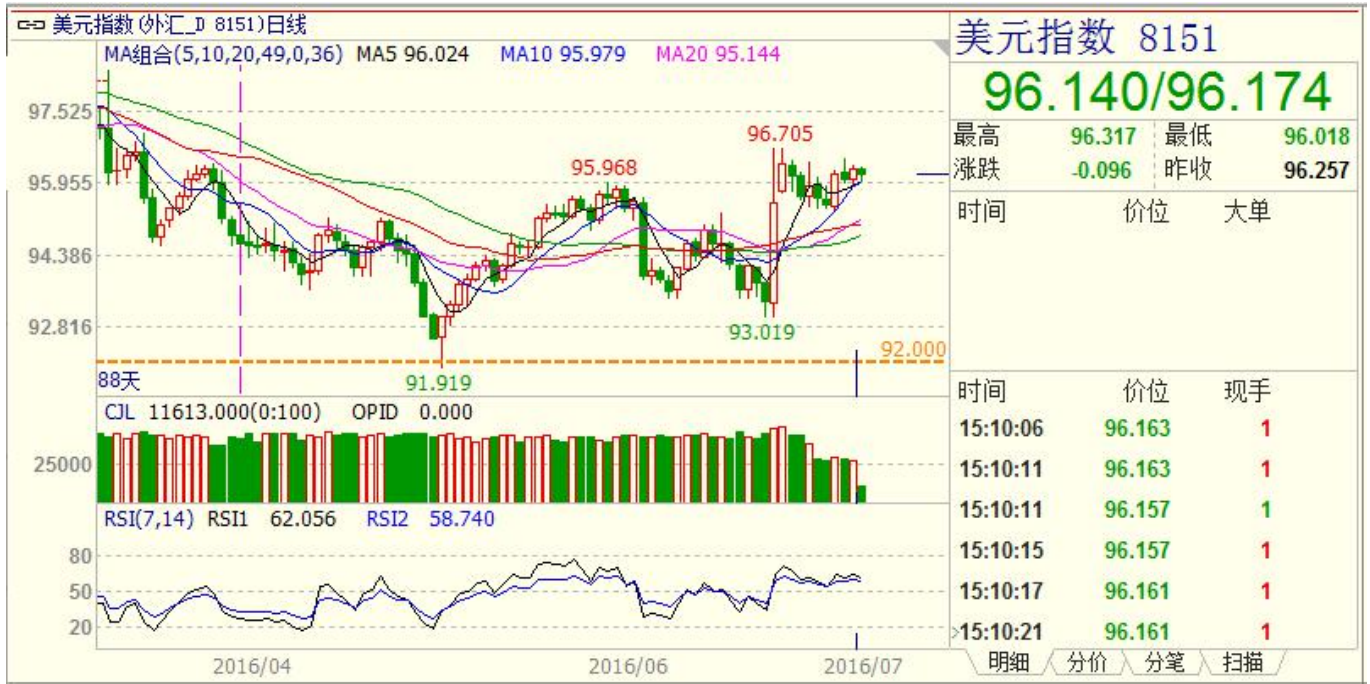 美元指数(外汇_D 8151)日线
MA组合(5,10,20,49,0,36) MA5 96.024 MA10 95.979 MA20 95.144
97.525
95.955
94.386
92.816
96.705
95.968
93.019
92.000
91.919
88天
CJL 11613.000(0:100) OPID 0.000
25000
RSI(7,14) RSI1 62.056 RSI2 58.740
80
50
20
2016/04 2016/06 2016/07
美元指数 8151
96.140/96.174
最高 96.317 最低 96.018
涨跌 -0.096 昨收 96.257
时间 价位 大单
时间 价位 现手
15:10:06 96.163 1
15:10:11 96.163 1
15:10:11 96.157 1
15:10:15 96.157 1
15:10:17 96.161 1
>15:10:21 96.161 1
明细 分价 分笔 扫描